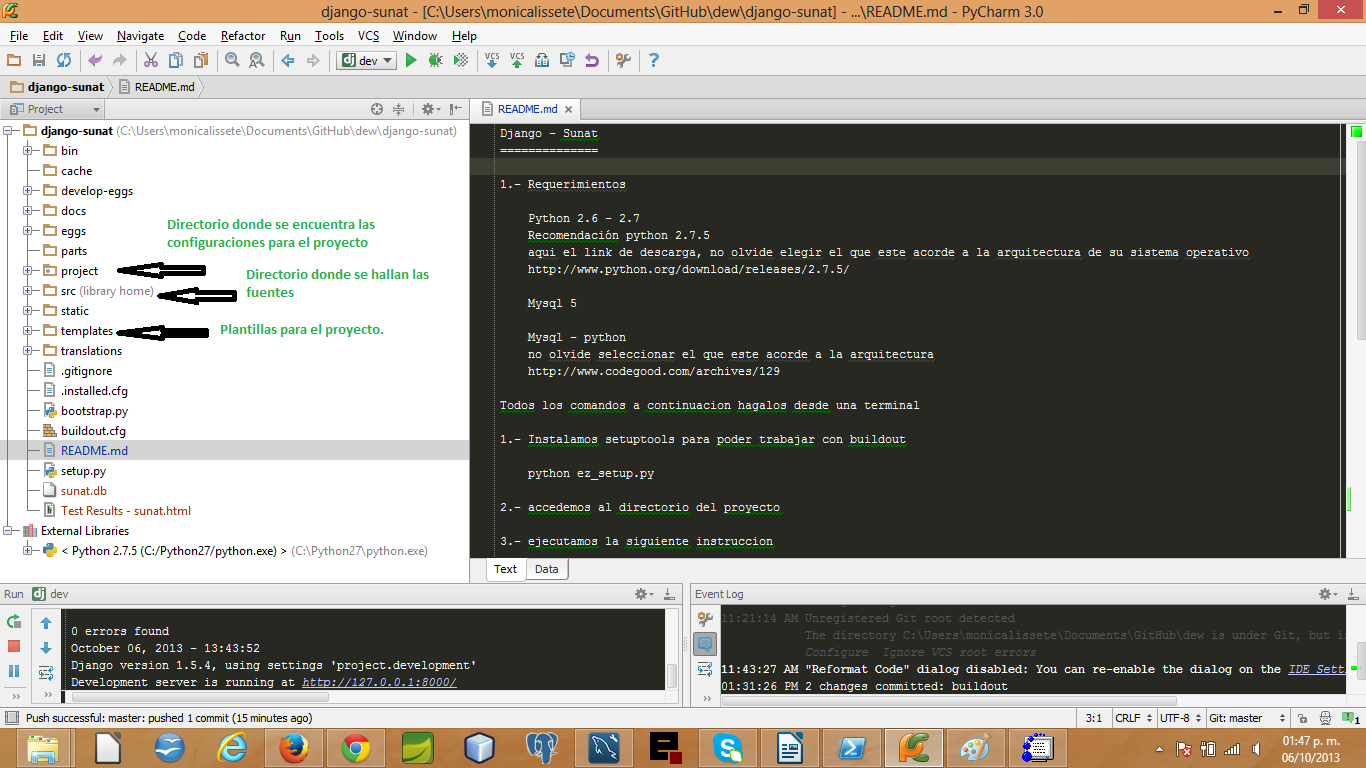 django-sunat - [C:\Users\monicalissete\Documents\GitHub\dew\django-sunat] - ...\README.md - PyCharm 3.0
File Edit View Navigate Code Refactor Run Tools VCS Window Help
dj dev VCS VCS
django-sunat README.md
Project
README.md
django-sunat (C:\Users\monicalissete\Documents\GitHub\dew\django-sunat)
bin
cache
develop-eggs
docs
eggs
parts
project
src (library home)
static
templates
translations
.gitignore
.installed.cfg
bootstrap.py
buildout.cfg
README.md
setup.py
sunat.db
Test Results - sunat.html
External Libraries
< Python 2.7.5 (C:/Python27/python.exe) > (C:\Python27\python.exe)
Directorio donde se encuentra las
configuraciones para el proyecto
Directorio donde se hallan las
fuentes
Plantillas para el proyecto.
Django - Sunat
==============
1.- Requerimientos
Python 2.6 - 2.7
Recomendación python 2.7.5
aqui el link de descarga, no olvide elegir el que este acorde a la arquitectura de su sistema operativo
http://www.python.org/download/releases/2.7.5/
Mysql 5
Mysql - python
no olvide seleccionar el que este acorde a la arquitectura
http://www.codegood.com/archives/129
Todos los comandos a continuacion hagalos desde una terminal
1.- Instalamos setuptools para poder trabajar con buildout
python ez_setup.py
2.- accedemos al directorio del proyecto
3.- ejecutamos la siguiente instruccion
Text Data
Run dj dev
0 errors found
October 06, 2013 - 13:43:52
Django version 1.5.4, using settings 'project.development'
Development server is running at http://127.0.0.1:8000/
Event Log
11:21:14 AM Unregistered Git root detected
The directory C:\Users\monicalissete\Documents\GitHub\dew is under Git, but is
Configure Ignore VCS root errors
11:43:27 AM "Reformat Code" dialog disabled: You can re-enable the dialog on the IDE Sett
01:31:26 PM 2 changes committed: buildout
Push successful: master: pushed 1 commit (15 minutes ago)
3:1 CRLF UTF-8 Git: master 1
01:47 p. m.
06/10/2013